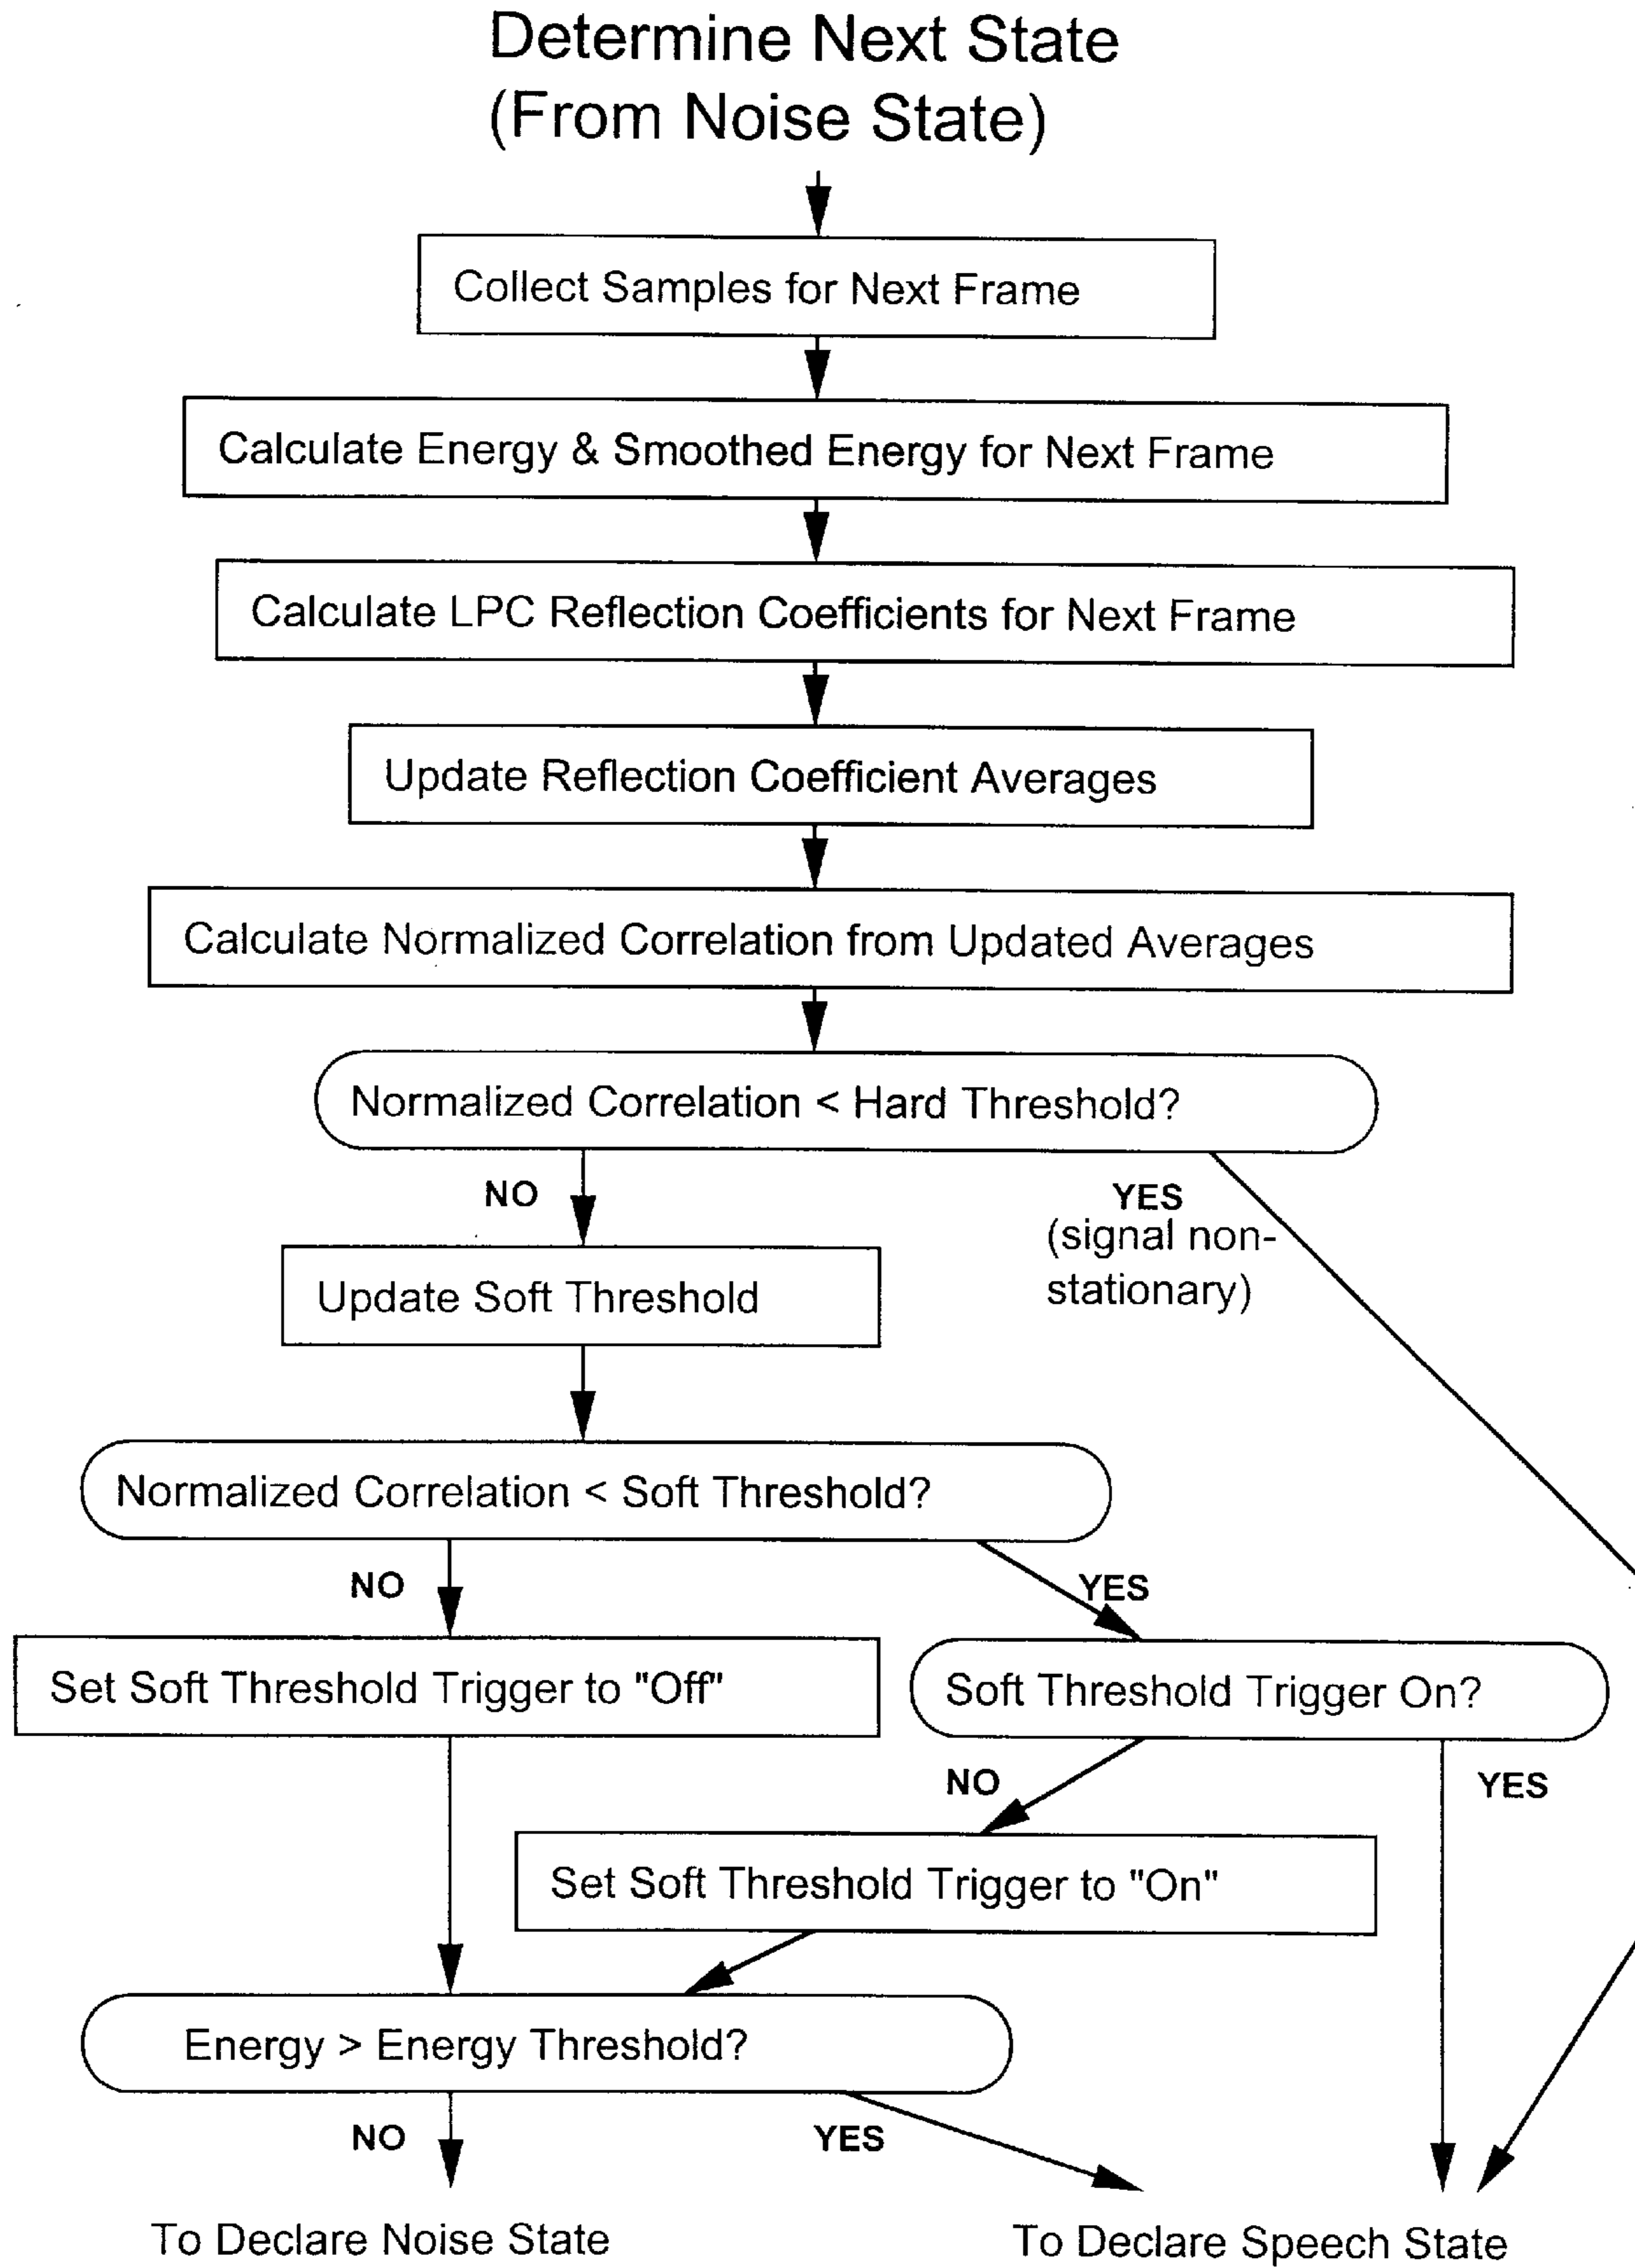 Determine Next State
(From Noise State)
Collect Samples for Next Frame
Calculate Energy & Smoothed Energy for Next Frame
Calculate LPC Reflection Coefficients for Next Frame
Update Reflection Coefficient Averages
Calculate Normalized Correlation from Updated Averages
Normalized Correlation < Hard Threshold?
NO
YES
(signal non-
stationary)
Update Soft Threshold
Normalized Correlation < Soft Threshold?
NO
YES
Set Soft Threshold Trigger to "Off"
Soft Threshold Trigger On?
NO
YES
Set Soft Threshold Trigger to "On"
Energy > Energy Threshold?
NO
YES
To Declare Noise State
To Declare Speech State